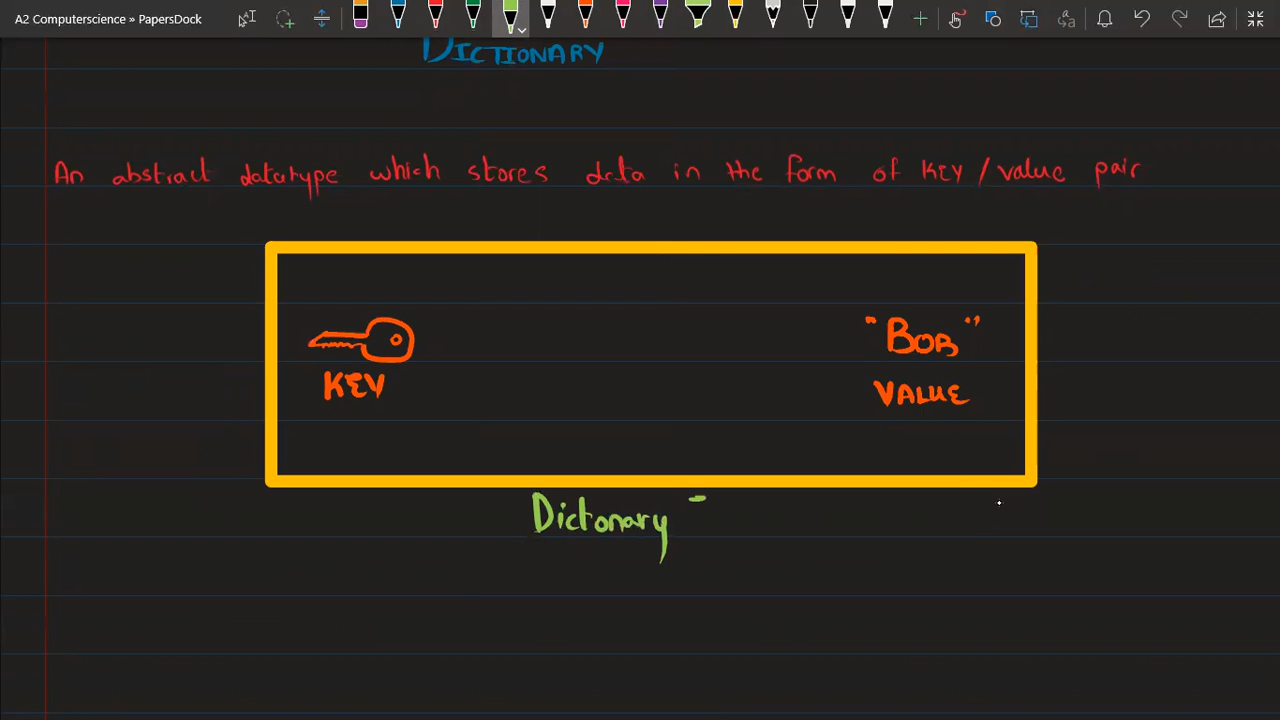 A2 Computerscience » PapersDock
DICTIONARY
An abstract datatype which stores data in the form of KEY / value pair
"BOB"
KEY
VALUE
Dictonary -